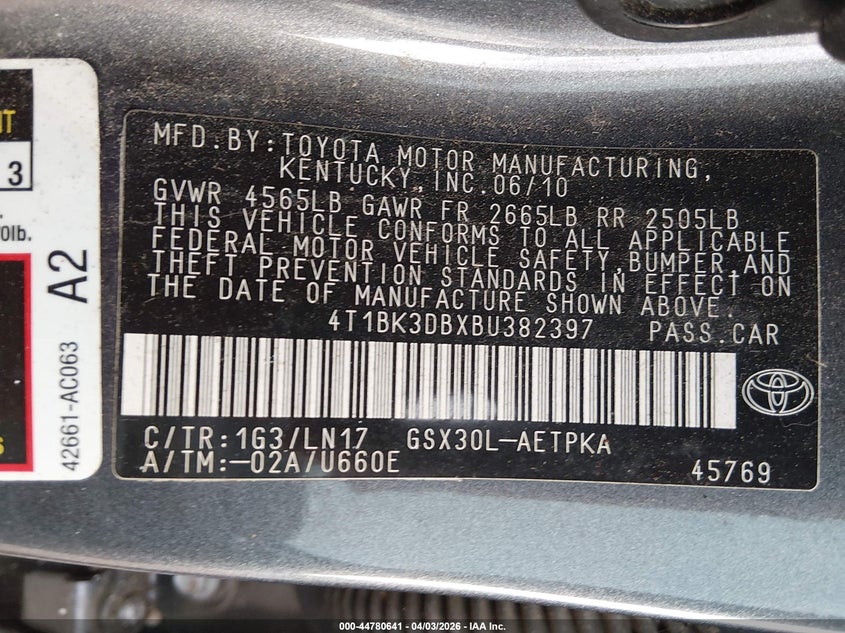 NT
3
0lb.
A2
42661-AC063
S
MFD.BY:TOYOTA MOTOR MANUFACTURING,
KENTUCKY,INC.06/10
GVWR 4565LB GAWR FR 2665LB RR 2505LB
THIS VEHICLE CONFORMS TO ALL APPLICABLE
FEDERAL MOTOR VEHICLE SAFETY,BUMPER,AND
THEFT PREVENTION STANDARDS IN EFFECT ON
THE DATE OF MANUFACTURE SHOWN ABOVE.
4T1BK3DBXBU382397 PASS.CAR
C/TR:1G3/LN17 GSX30L-AETPKA
A/TM:-02A/U660E 45769
000-44780641 | 04/03/2026 - IAA Inc.